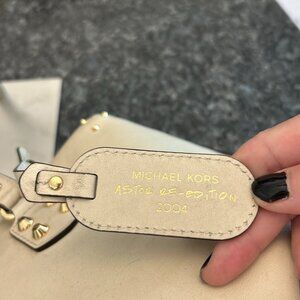 MICHAEL KORS
ASTOR RE-EDITION
2004